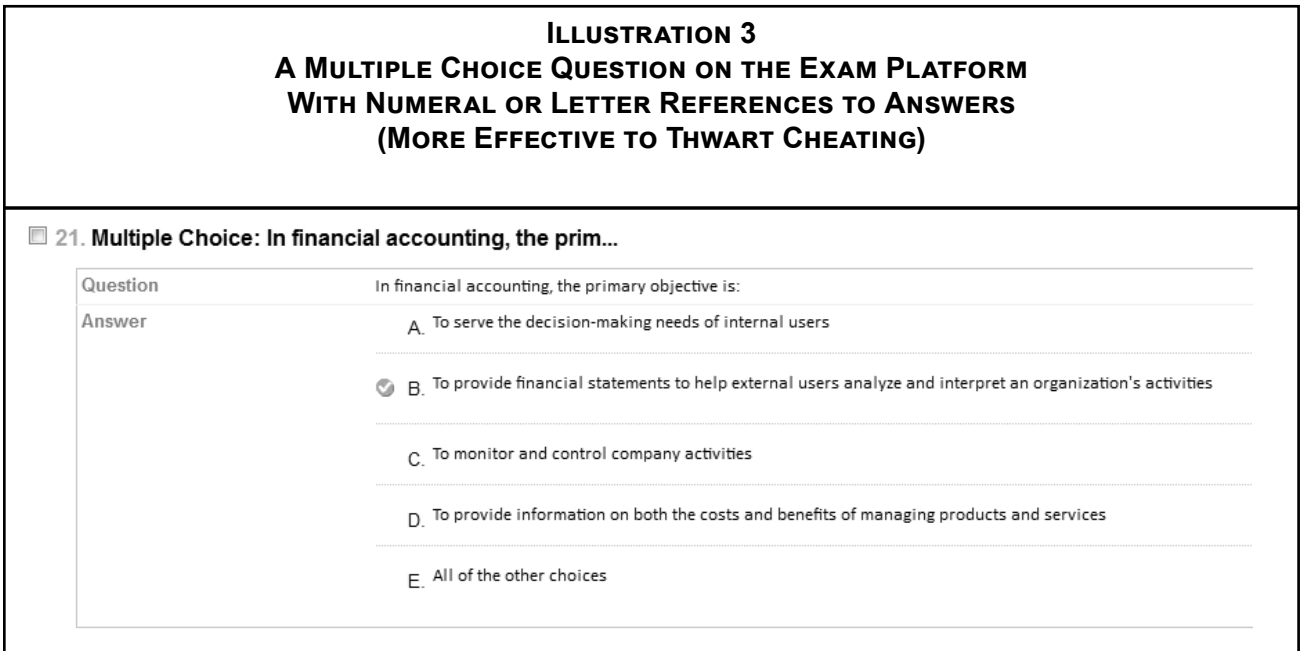 ILLUSTRATION 3
A MULTIPLE CHOICE QUESTION ON THE EXAM PLATFORM
WITH NUMERAL OR LETTER REFERENCES TO ANSWERS
(MORE EFFECTIVE TO THWART CHEATING)
21. Multiple Choice: In financial accounting, the prim...
Question In financial accounting, the primary objective is:
Answer A. To serve the decision-making needs of internal users
B. To provide financial statements to help external users analyze and interpret an organization's activities
C. To monitor and control company activities
D. To provide information on both the costs and benefits of managing products and services
E. All of the other choices